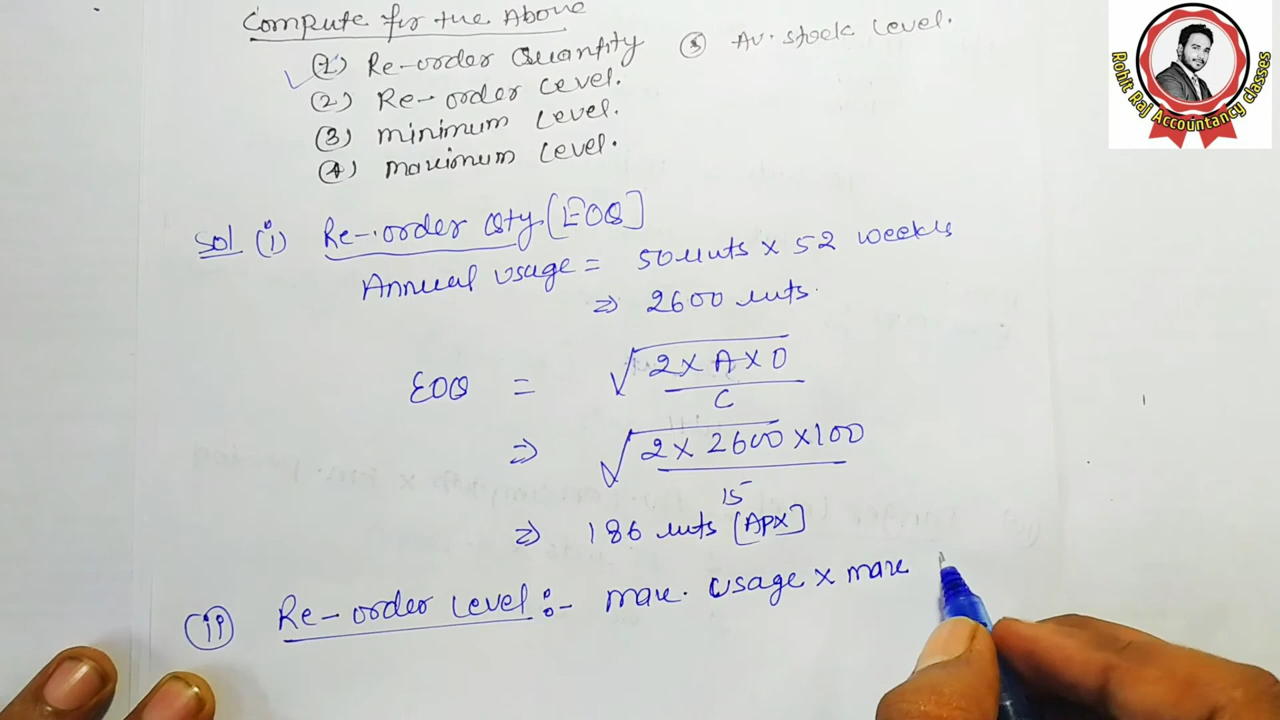 Compute for the Above
(1) Re-order Quantity (5) Av. stock Level.
(2) Re-order Level.
(3) minimum Level.
(4) maximum Level.
Sol (i) Re-order Qty [EOQ]
Annual usage = 50 units x 52 weeks
⇒ 2600 units.
EOQ = √2 x A x O
C
⇒ √2 x 2600 x 100
15
⇒ 186 units [Apx]
(ii) Re-order Level :- max. usage x max
Rohit Raj Accountancy classes